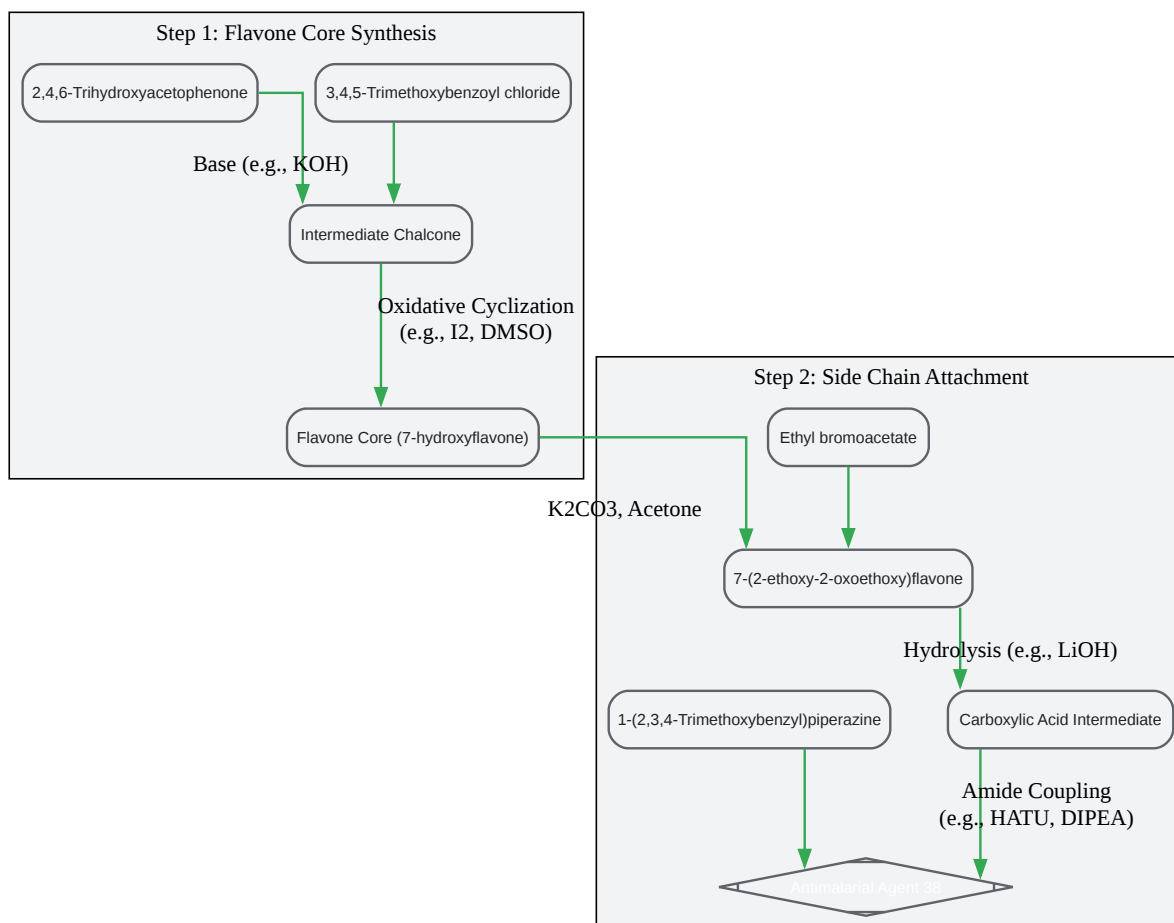 Step 1: Flavone Core Synthesis
2,4,6-Trihydroxyacetophenone
3,4,5-Trimethoxybenzoyl chloride
Base (e.g., KOH)
Intermediate Chalcone
Oxidative Cyclization
(e.g., I2, DMSO)
Flavone Core (7-hydroxyflavone)
Step 2: Side Chain Attachment
Ethyl bromoacetate
K2CO3, Acetone
7-(2-ethoxy-2-oxoethoxy)flavone
Hydrolysis (e.g., LiOH)
1-(2,3,4-Trimethoxybenzyl)piperazine
Carboxylic Acid Intermediate
Amide Coupling
(e.g., HATU, DIPEA)
Antimalarial Agent 38